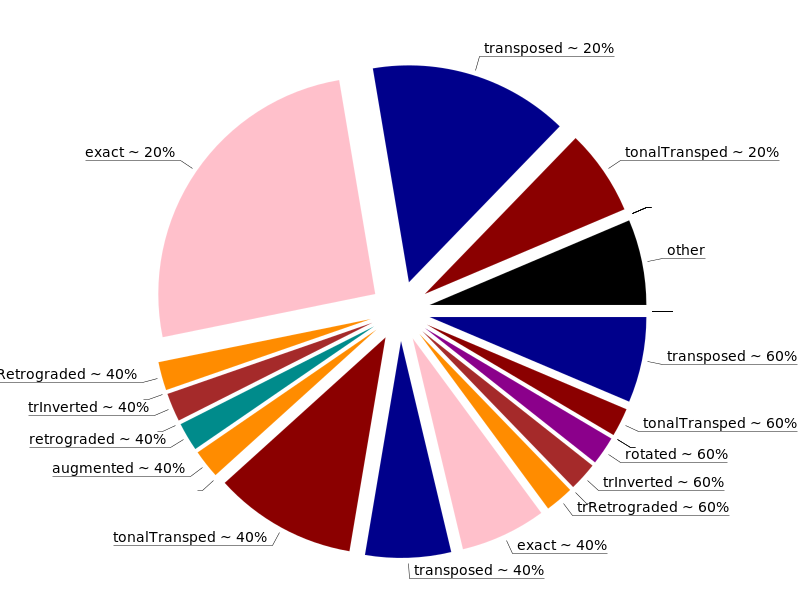 transposed ~ 20%
tonalTransped ~ 20%
exact ~ 20%
other
transposed ~ 60%
Retrograded ~ 40%
trInverted ~ 40%
tonalTransped ~ 60%
retrograded ~ 40%
rotated ~ 60%
augmented ~ 40%
trInverted ~ 60%
trRetrograded ~ 60%
tonalTransped ~ 40%
exact ~ 40%
transposed ~ 40%